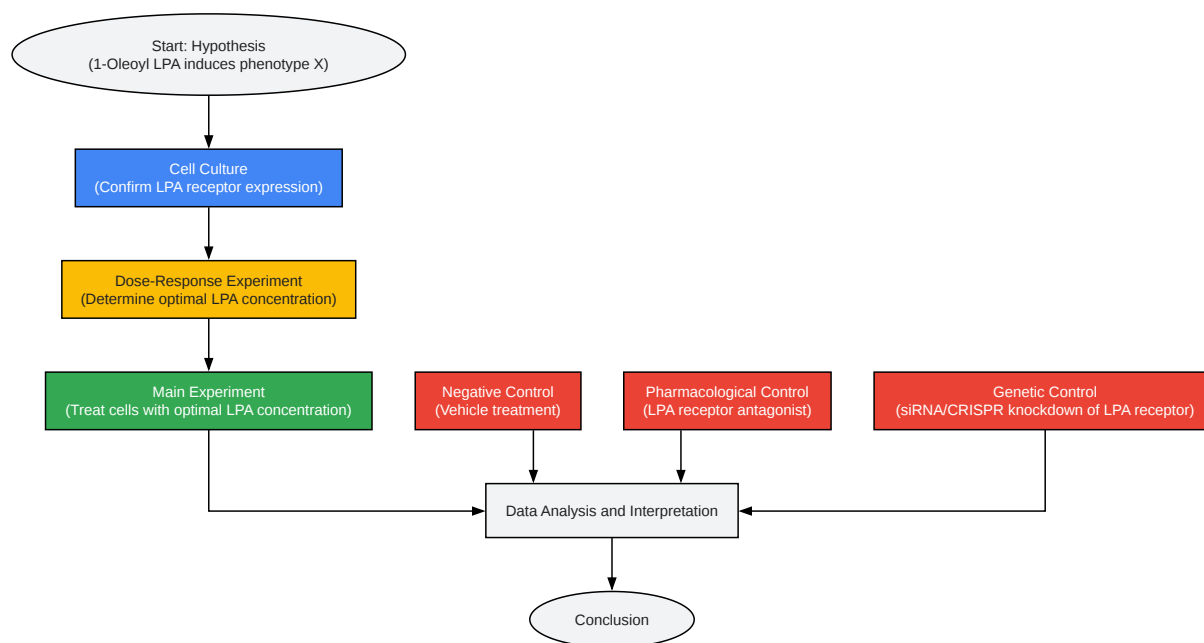 Start: Hypothesis
(1-Oleoyl LPA induces phenotype X)
Cell Culture
(Confirm LPA receptor expression)
Dose-Response Experiment
(Determine optimal LPA concentration)
Main Experiment
(Treat cells with optimal LPA concentration)
Negative Control
(Vehicle treatment)
Pharmacological Control
(LPA receptor antagonist)
Genetic Control
(siRNA/CRISPR knockdown of LPA receptor)
Data Analysis and Interpretation
Conclusion